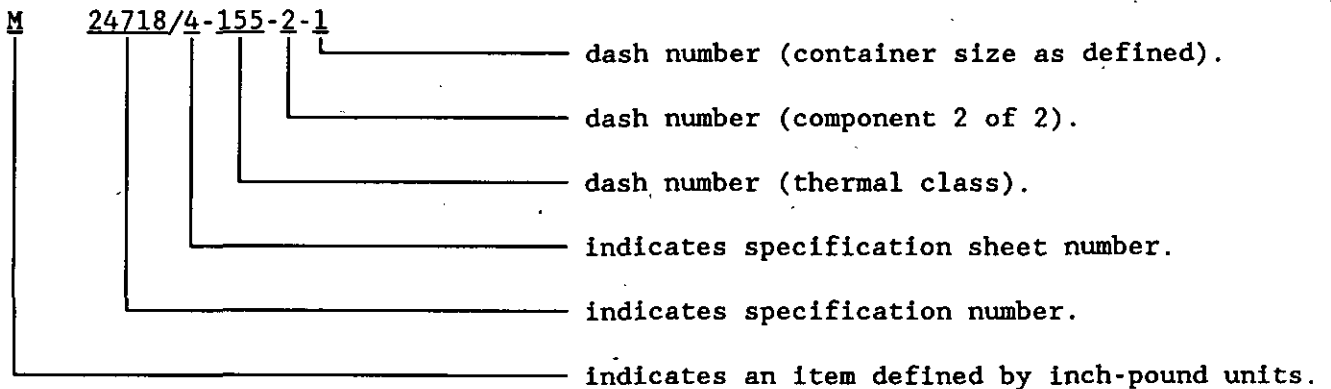 M 24718/4-155-2-1
dash number (container size as defined).
dash number (component 2 of 2).
dash number (thermal class).
indicates specification sheet number.
indicates specification number.
indicates an item defined by inch-pound units.